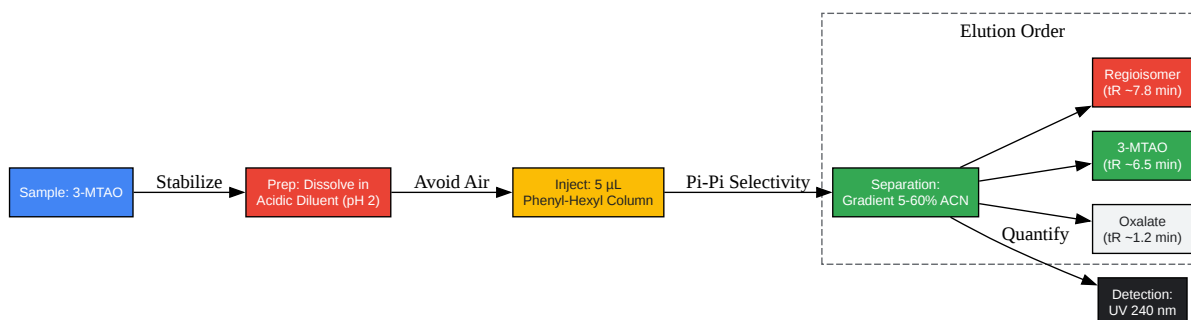 Elution Order
Regioisomer
(tR ~7.8 min)
Sample: 3-MTAO
Stabilize
Prep: Dissolve in
Acidic Diluent (pH 2)
Avoid Air
Inject: 5 µL
Phenyl-Hexyl Column
Pi-Pi Selectivity
Separation:
Gradient 5-60% ACN
3-MTAO
(tR ~6.5 min)
Oxalate
(tR ~1.2 min)
Quantify
Detection:
UV 240 nm